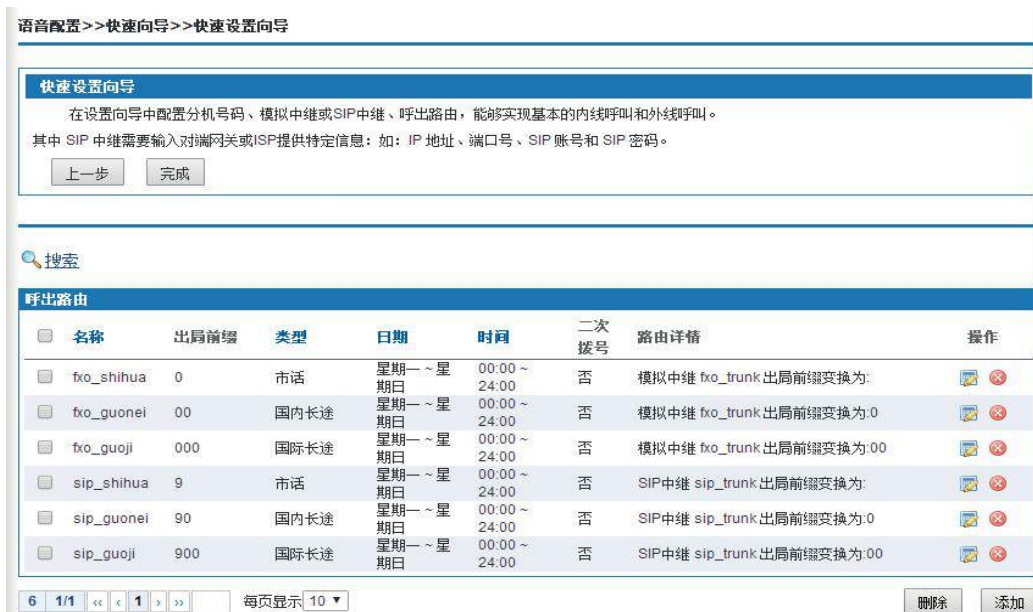 语音配置>>快速向导>>快速设置向导
快速设置向导
在设置向导中配置分机号码、模拟中继或SIP中继、呼出路由，能够实现基本的内线呼叫和外线呼叫。
其中 SIP 中继需要输入对端网关或ISP提供特定信息：如：IP 地址、端口号、SIP 账号和 SIP 密码。
上一步 完成
搜索
呼出路由
名称 出局前缀 类型 日期 时间 二次拨号 路由详情 操作
fxo_shihua 0 市话 星期一 ~ 星期日 00:00 ~ 24:00 否 模拟中继 fxo_trunk 出局前缀变换为:
fxo_guonei 00 国内长途 星期一 ~ 星期日 00:00 ~ 24:00 否 模拟中继 fxo_trunk 出局前缀变换为:0
fxo_guoji 000 国际长途 星期一 ~ 星期日 00:00 ~ 24:00 否 模拟中继 fxo_trunk 出局前缀变换为:00
sip_shihua 9 市话 星期一 ~ 星期日 00:00 ~ 24:00 否 SIP中继 sip_trunk 出局前缀变换为:
sip_guonei 90 国内长途 星期一 ~ 星期日 00:00 ~ 24:00 否 SIP中继 sip_trunk 出局前缀变换为:0
sip_guoji 900 国际长途 星期一 ~ 星期日 00:00 ~ 24:00 否 SIP中继 sip_trunk 出局前缀变换为:00
6 1/1 << < 1 > >> 每页显示 10 删除 添加